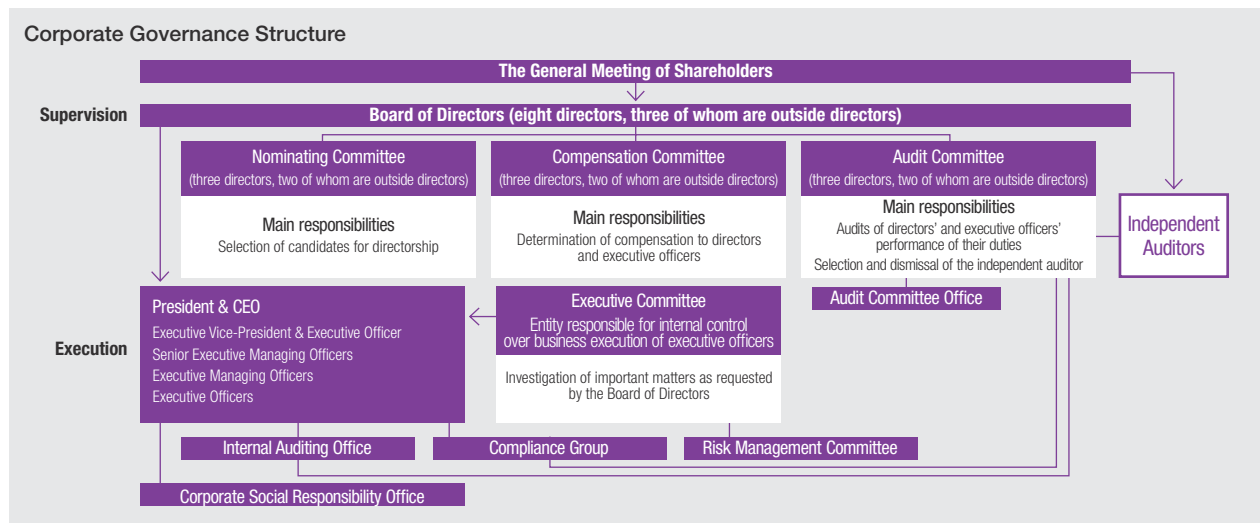 Corporate Governance Structure
The General Meeting of Shareholders
Supervision
Board of Directors (eight directors, three of whom are outside directors)
Nominating Committee
(three directors, two of whom are outside directors)
Main responsibilities
Selection of candidates for directorship
Compensation Committee
(three directors, two of whom are outside directors)
Main responsibilities
Determination of compensation to directors
and executive officers
Audit Committee
(three directors, two of whom are outside directors)
Main responsibilities
Audits of directors' and executive officers'
performance of their duties
Selection and dismissal of the independent auditor
Independent
Auditors
Audit Committee Office
Execution
President & CEO
Executive Vice-President & Executive Officer
Senior Executive Managing Officers
Executive Managing Officers
Executive Officers
Executive Committee
Entity responsible for internal control
over business execution of executive officers
Investigation of important matters as requested
by the Board of Directors
Internal Auditing Office
Compliance Group
Risk Management Committee
Corporate Social Responsibility Office